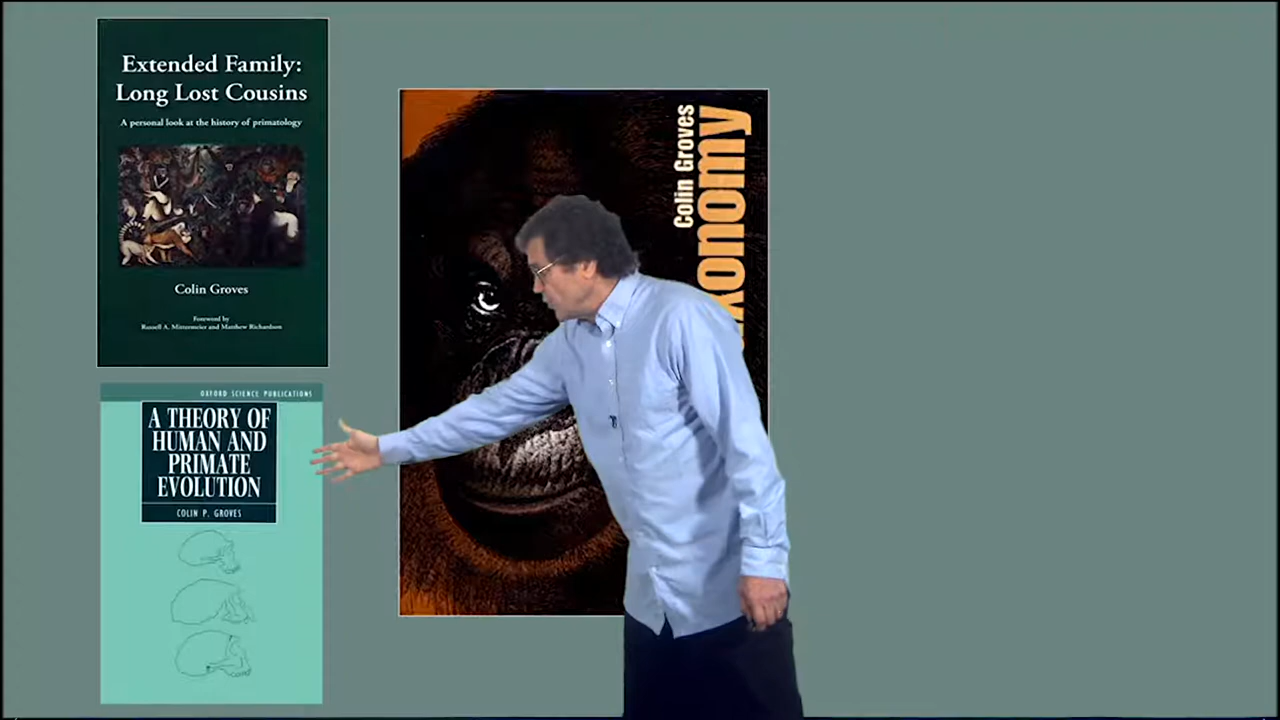 Extended Family:
Long Lost Cousins
A personal look at the history of primatology
Colin Groves
Foreword by
Russell A. Mittermeier and Matthew Richardson
OXFORD SCIENCE PUBLICATIONS
A THEORY OF
HUMAN AND
PRIMATE
EVOLUTION
COLIN P. GROVES
Colin Groves